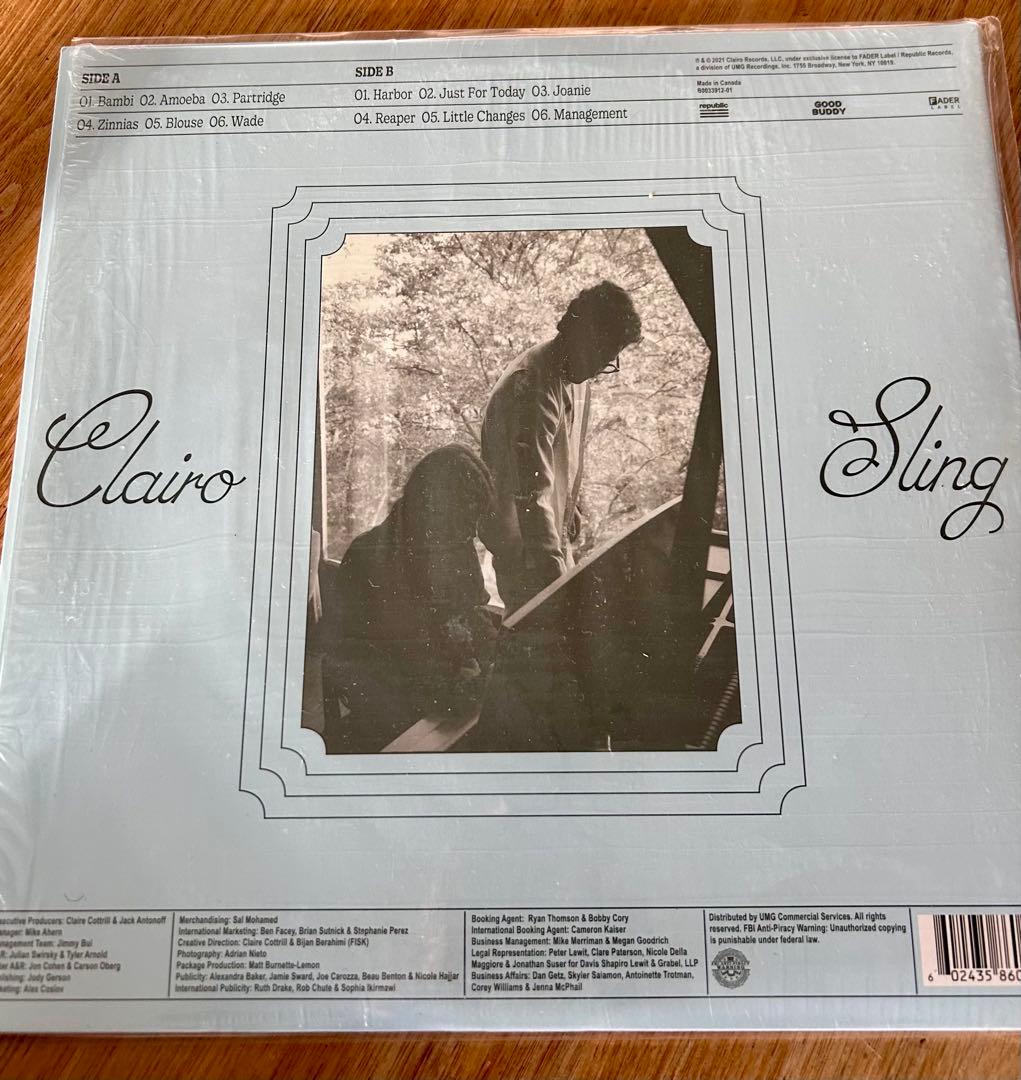 SIDE A
01. Bambi 02. Amoeba 03. Partridge
04. Zinnias 05. Blouse 06. Wade
SIDE B
01. Harbor 02. Just For Today 03. Joanie
04. Reaper 05. Little Changes 06. Management
℗ & © 2021 Clairo Records, LLC, under exclusive license to FADER Label / Republic Records,
a division of UMG Recordings, Inc. 1755 Broadway, New York, NY 10019.
Made in Canada
B0033912-01
republic
GOOD
BUDDY
FADER
LABEL
Clairo
Sling
Executive Producers: Claire Cottrill & Jack Antonoff
Mike Ahern
Team: Jimmy Bui
Julian Swirsky & Tyler Arnold
A&R: Jon Cohen & Carson Oberg
Judy Gerson
Alex Coslov
Merchandising: Sal Mohamed
International Marketing: Ben Facey, Brian Sutnick & Stephanie Perez
Creative Direction: Claire Cottrill & Bijan Berahimi (FISK)
Photography: Adrian Nieto
Package Production: Matt Burnette-Lemon
Publicity: Alexandra Baker, Jamie Sward, Joe Carozza, Beau Benton & Nicole Hajjar
International Publicity: Ruth Drake, Rob Chute & Sophia Ikirmawi
Booking Agent: Ryan Thomson & Bobby Cory
International Booking Agent: Cameron Kaiser
Business Management: Mike Merriman & Megan Goodrich
Legal Representation: Peter Lewit, Clare Paterson, Nicole Della
Maggiore & Jonathan Suser for Davis Shapiro Lewit & Grabel, LLP
Business Affairs: Dan Getz, Skyler Salamon, Antoinette Trotman,
Corey Williams & Jenna McPhail
Distributed by UMG Commercial Services. All rights
reserved. FBI Anti-Piracy Warning: Unauthorized copying
is punishable under federal law.
WARNING
6 02435 860